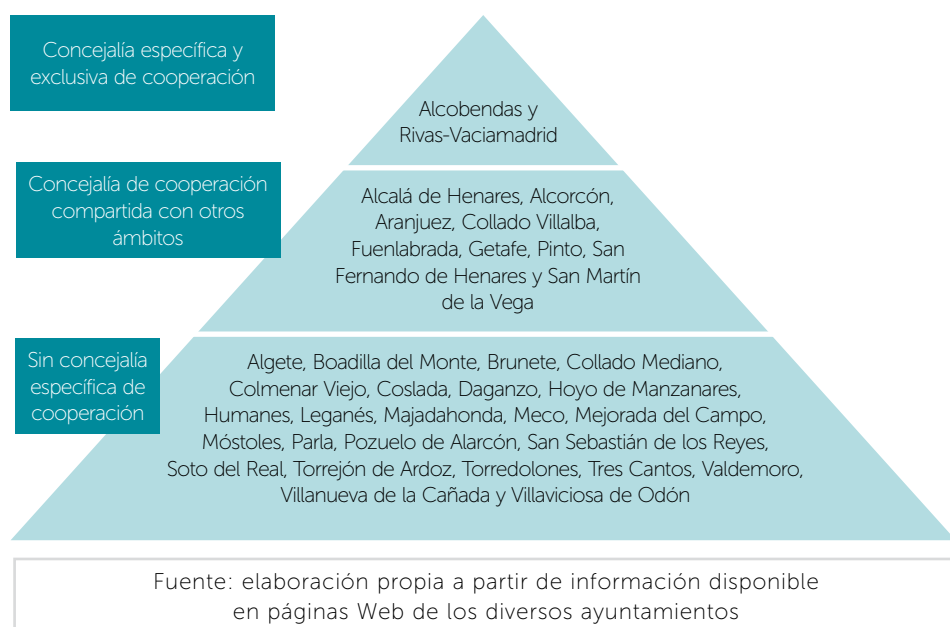 Concejalía específica y
exclusiva de cooperación
Alcobendas y
Rivas-Vaciamadrid
Concejalía de cooperación
compartida con otros
ámbitos
Alcalá de Henares, Alcorcón,
Aranjuez, Collado Villalba,
Fuenlabrada, Getafe, Pinto, San
Fernando de Henares y San Martín
de la Vega
Sin concejalía
específica de
cooperación
Algete, Boadilla del Monte, Brunete, Collado Mediano,
Colmenar Viejo, Coslada, Daganzo, Hoyo de Manzanares,
Humanes, Leganés, Majadahonda, Meco, Mejorada del Campo,
Móstoles, Parla, Pozuelo de Alarcón, San Sebastián de los Reyes,
Soto del Real, Torrejón de Ardoz, Torredolones, Tres Cantos, Valdemoro,
Villanueva de la Cañada y Villaviciosa de Odón
Fuente: elaboración propia a partir de información disponible
en páginas Web de los diversos ayuntamientos